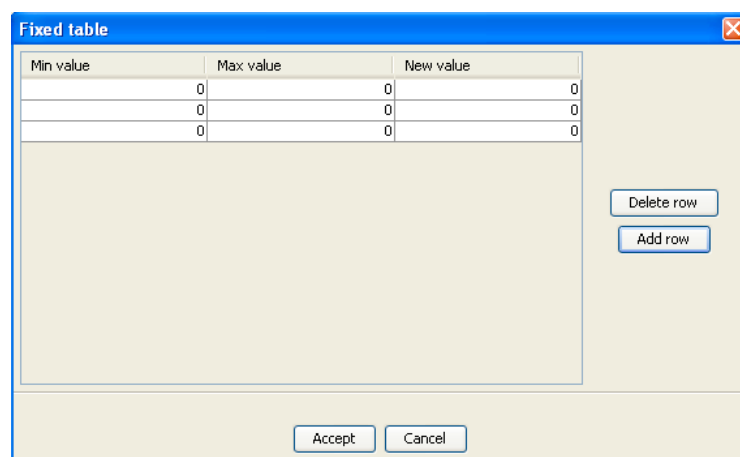 Fixed table
Min value Max value New value
0 0 0
0 0 0
0 0 0
Delete row
Add row
Accept Cancel